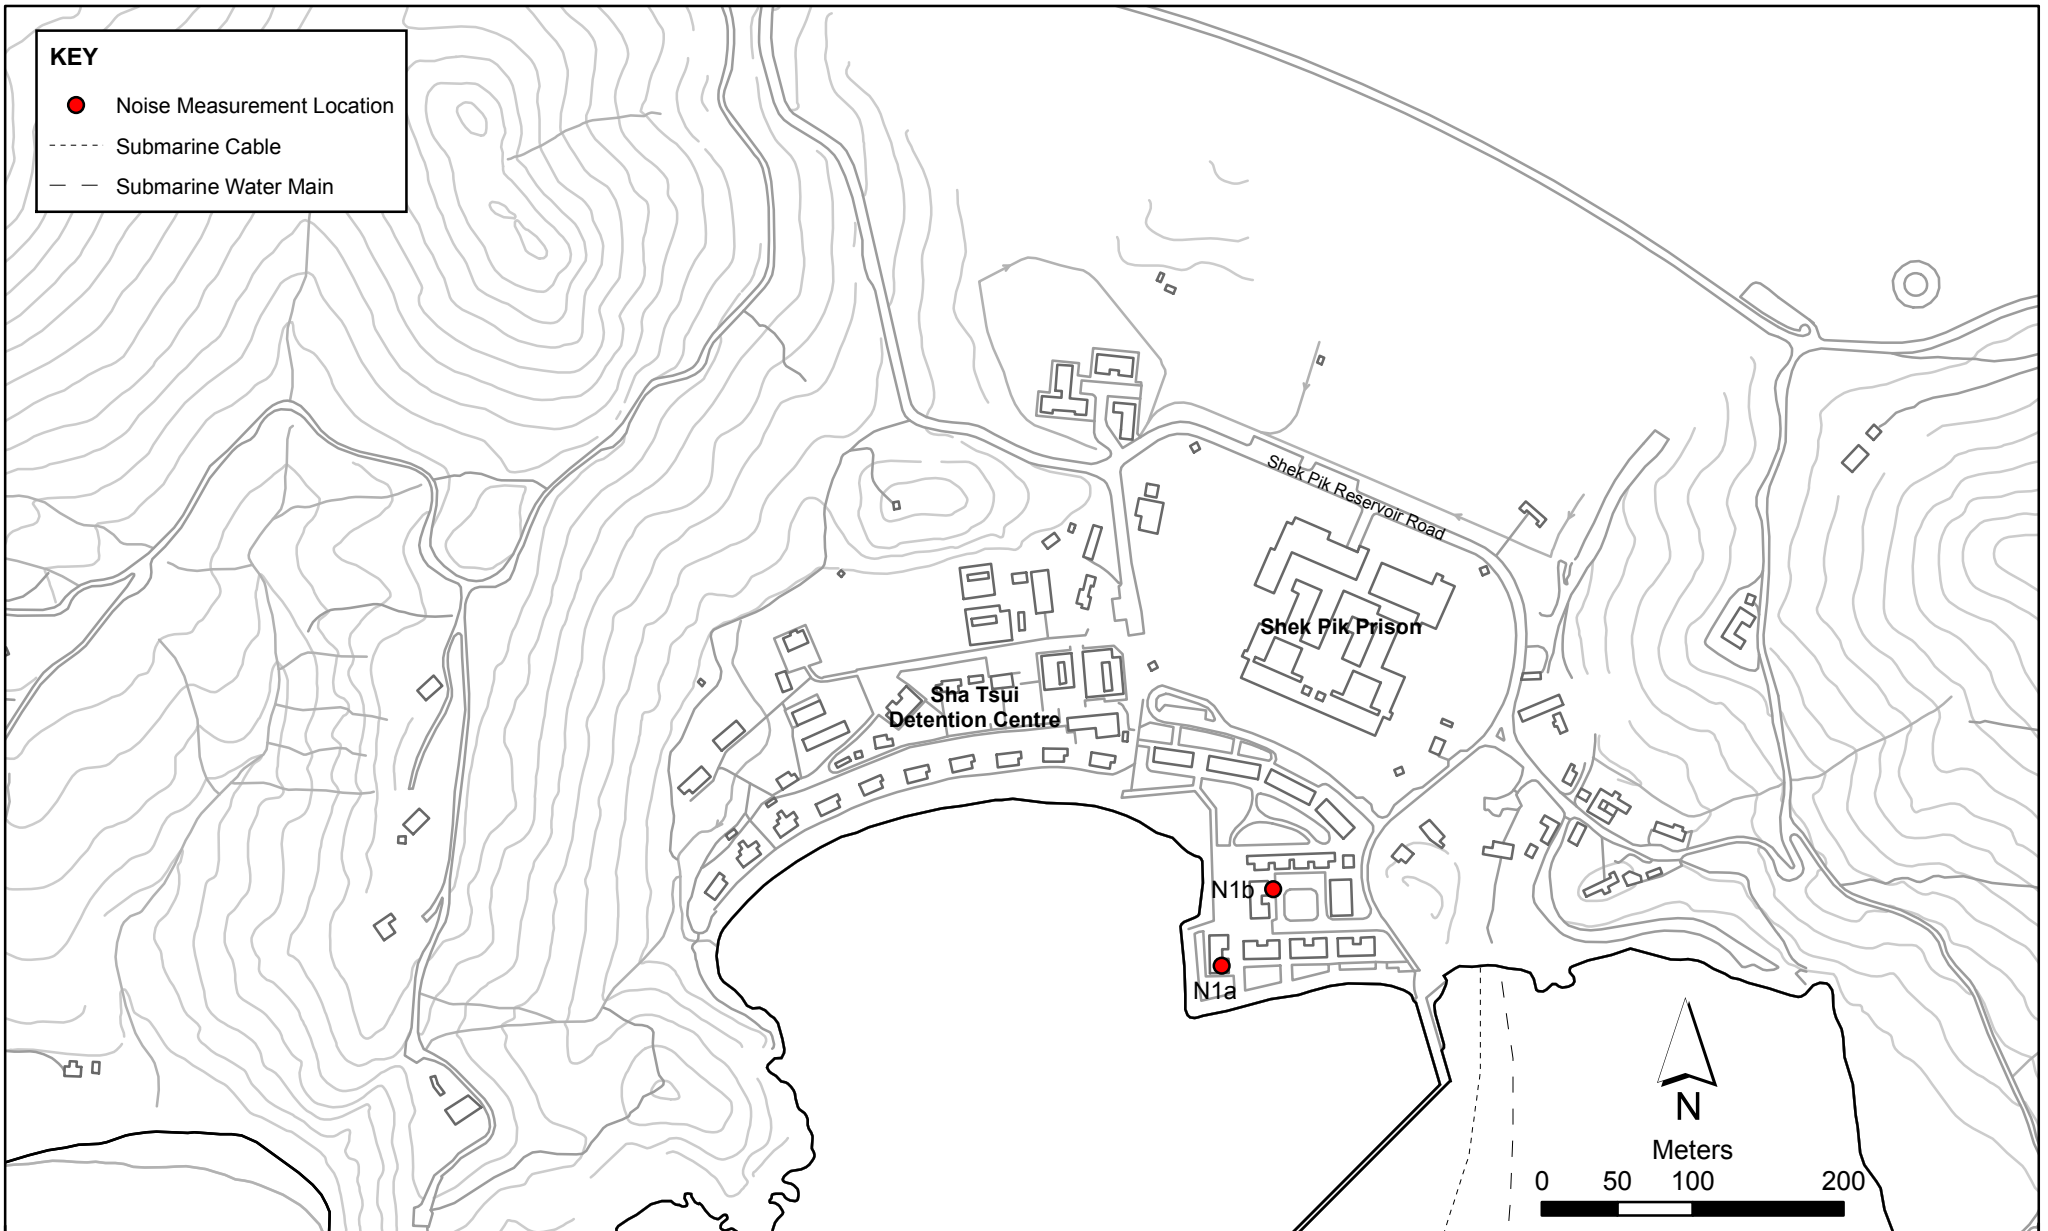 KEY
Noise Measurement Location
Submarine Cable
Submarine Water Main
Shek Pik Reservoir Road
Shek Pik Prison
Sha Tsui
Detention Centre
N1b
N1a
N
Meters
0 50 100 200